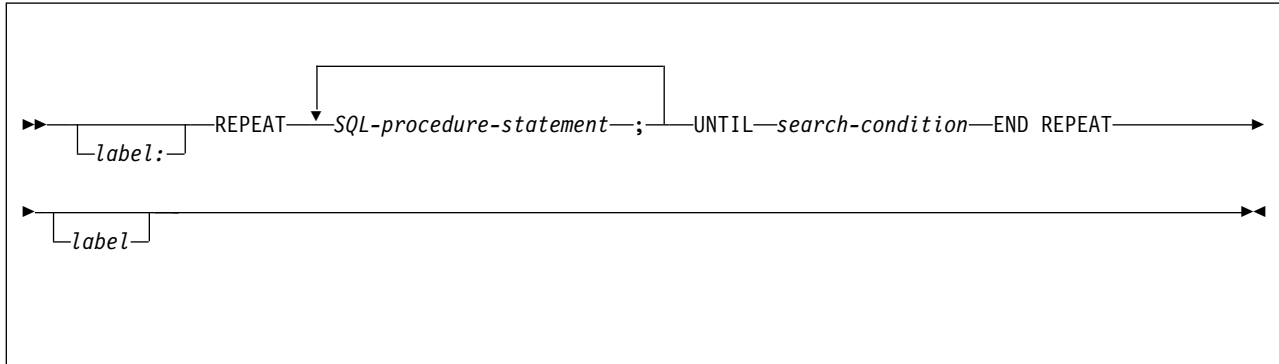 REPEAT SQL-procedure-statement ; UNTIL search-condition END REPEAT
label:
label